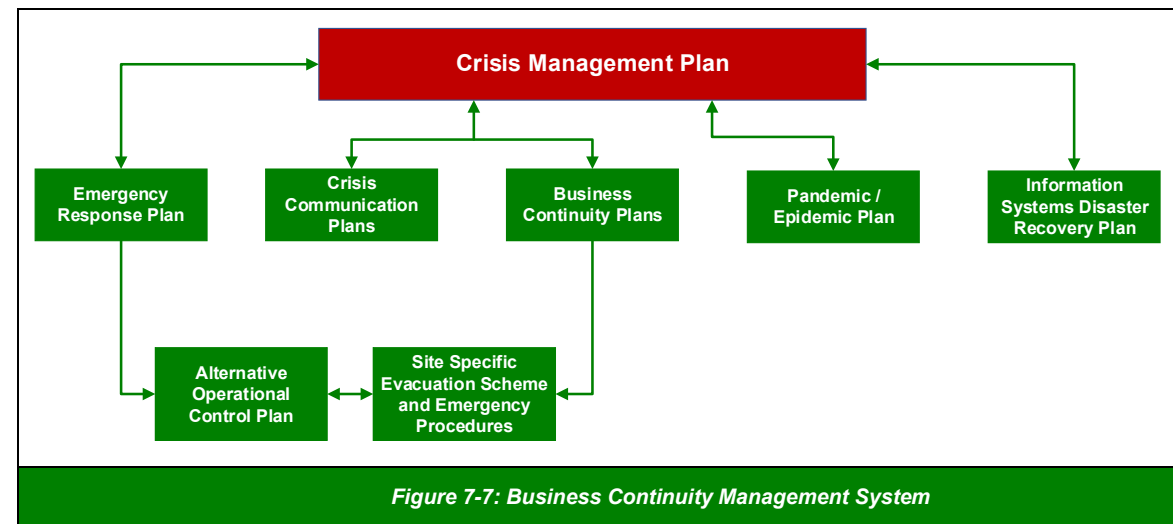 Crisis Management Plan
Emergency
Response Plan
Crisis
Communication
Plans
Business
Continuity Plans
Pandemic /
Epidemic Plan
Information
Systems Disaster
Recovery Plan
Alternative
Operational
Control Plan
Site Specific
Evacuation Scheme
and Emergency
Procedures
Figure 7-7: Business Continuity Management System